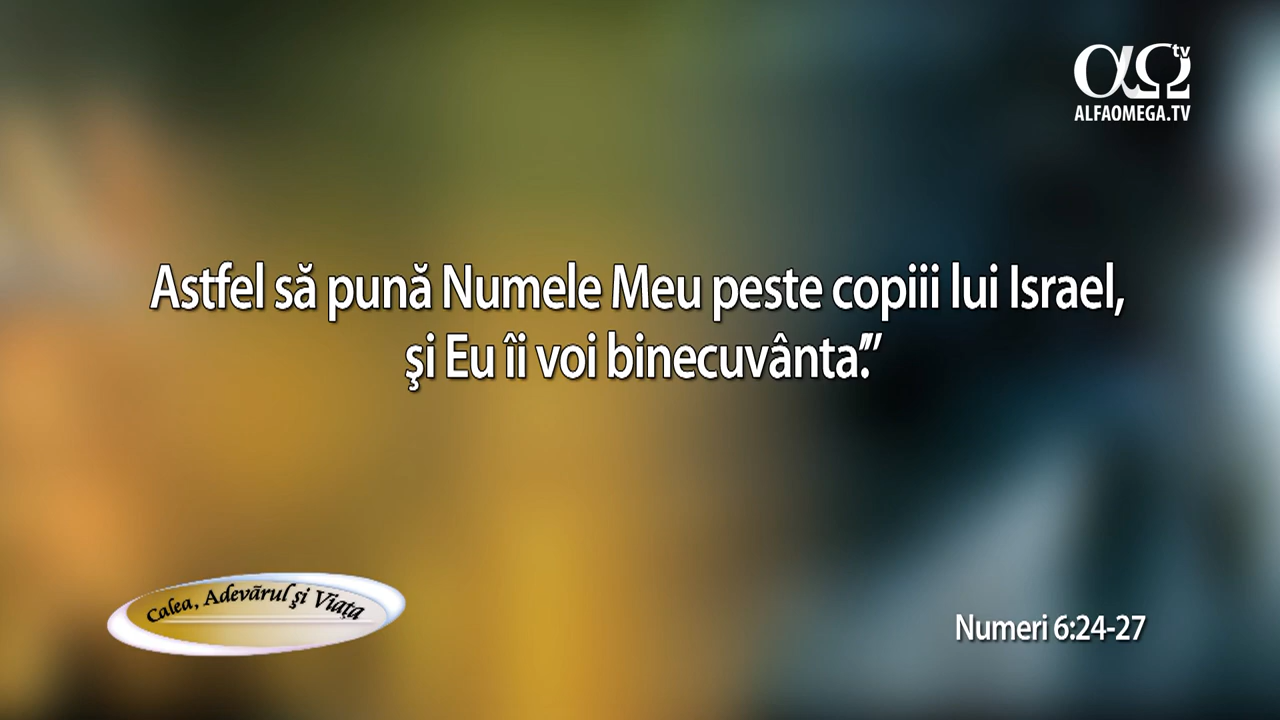 αΩ tv
ALFAOMEGA.TV
Astfel să pună Numele Meu peste copiii lui Israel,
şi Eu îi voi binecuvânta.’”
Calea, Adevărul şi Viaţa
Numeri 6:24-27